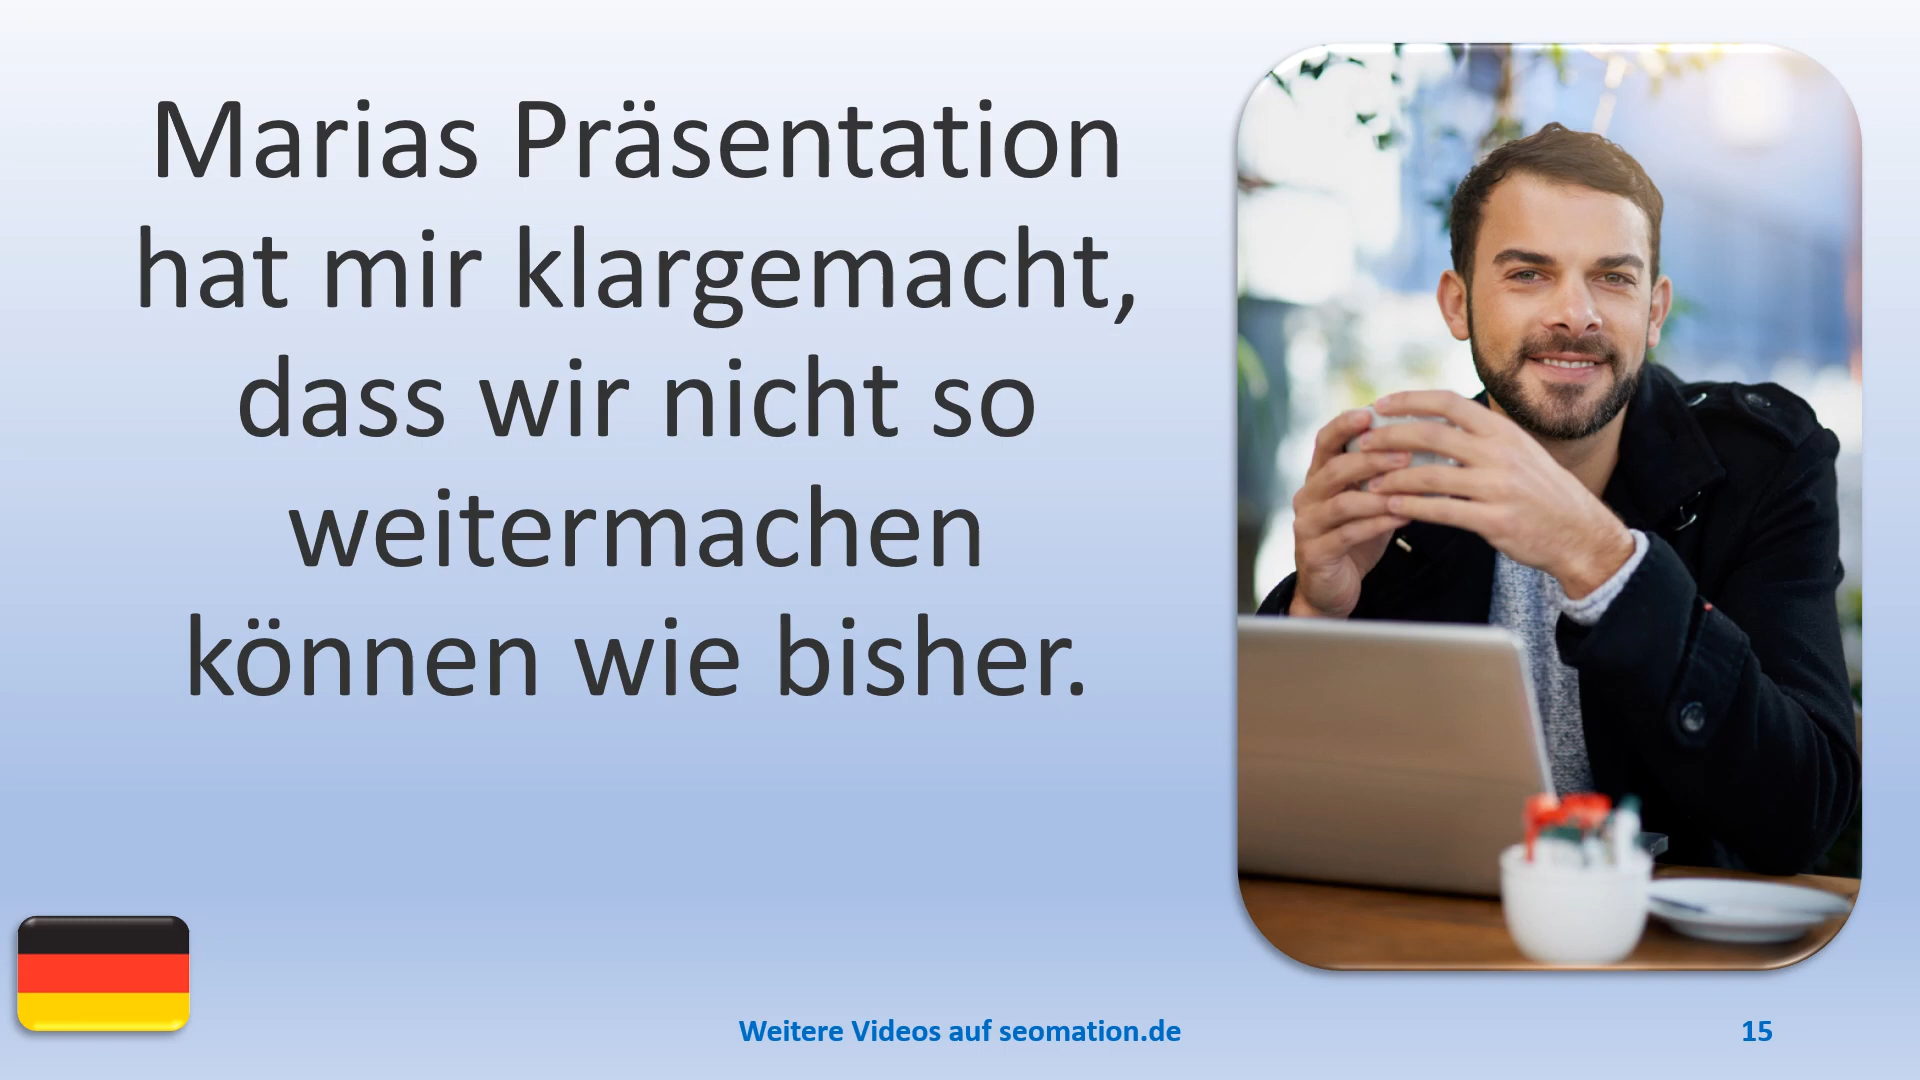 Marias Präsentation
hat mir klargemacht,
dass wir nicht so
weitermachen
können wie bisher.
Weitere Videos auf seomation.de
15